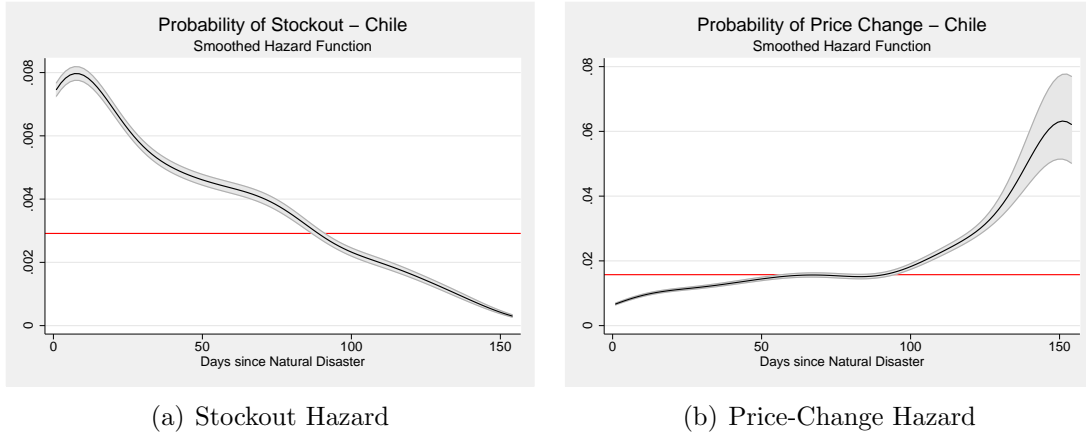 Probability of Stockout – Chile
Smoothed Hazard Function
.008
.006
.004
.002
0
0 50 100 150
Days since Natural Disaster
(a) Stockout Hazard
Probability of Price Change – Chile
Smoothed Hazard Function
.08
.06
.04
.02
0
0 50 100 150
Days since Natural Disaster
(b) Price-Change Hazard